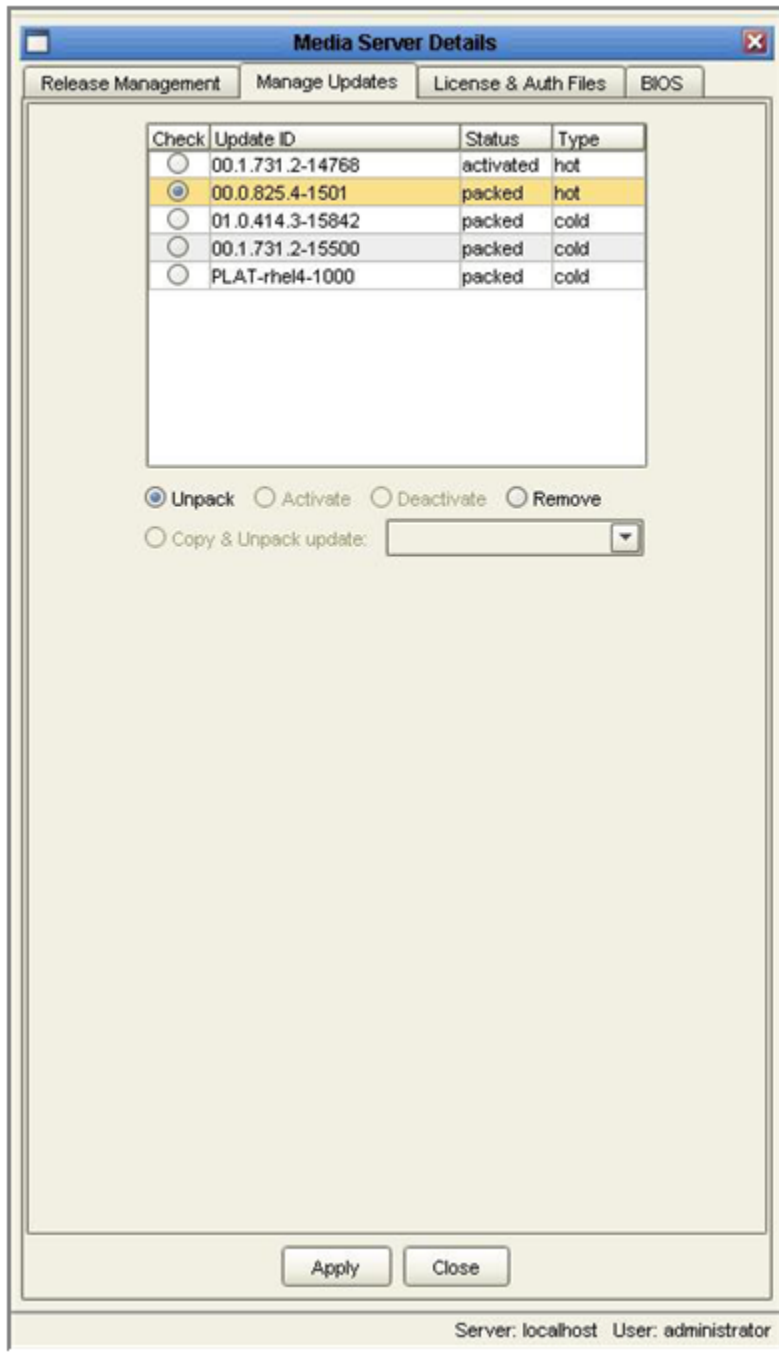 Media Server Details
Release Management Manage Updates License & Auth Files BIOS
Check Update ID Status Type
00.1.731.2-14768 activated hot
00.0.825.4-1501 packed hot
01.0.414.3-15842 packed cold
00.1.731.2-15500 packed cold
PLAT-rhel4-1000 packed cold
Unpack Activate Deactivate Remove
Copy & Unpack update:
Apply Close
Server: localhost User: administrator